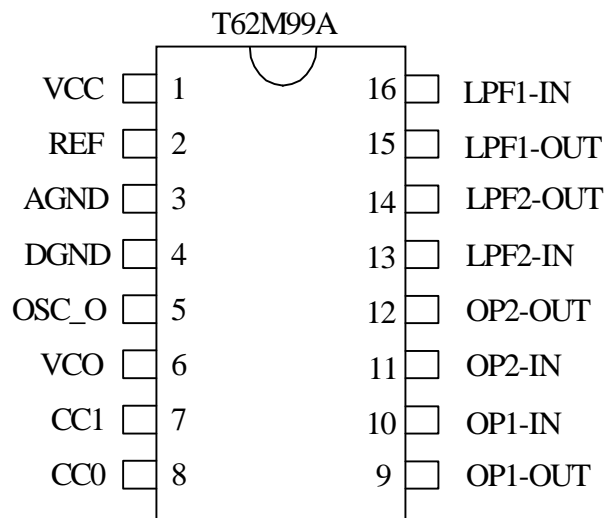 T62M99A
VCC 1 16 LPF1-IN
REF 2 15 LPF1-OUT
AGND 3 14 LPF2-OUT
DGND 4 13 LPF2-IN
OSC_O 5 12 OP2-OUT
VCO 6 11 OP2-IN
CC1 7 10 OP1-IN
CC0 8 9 OP1-OUT